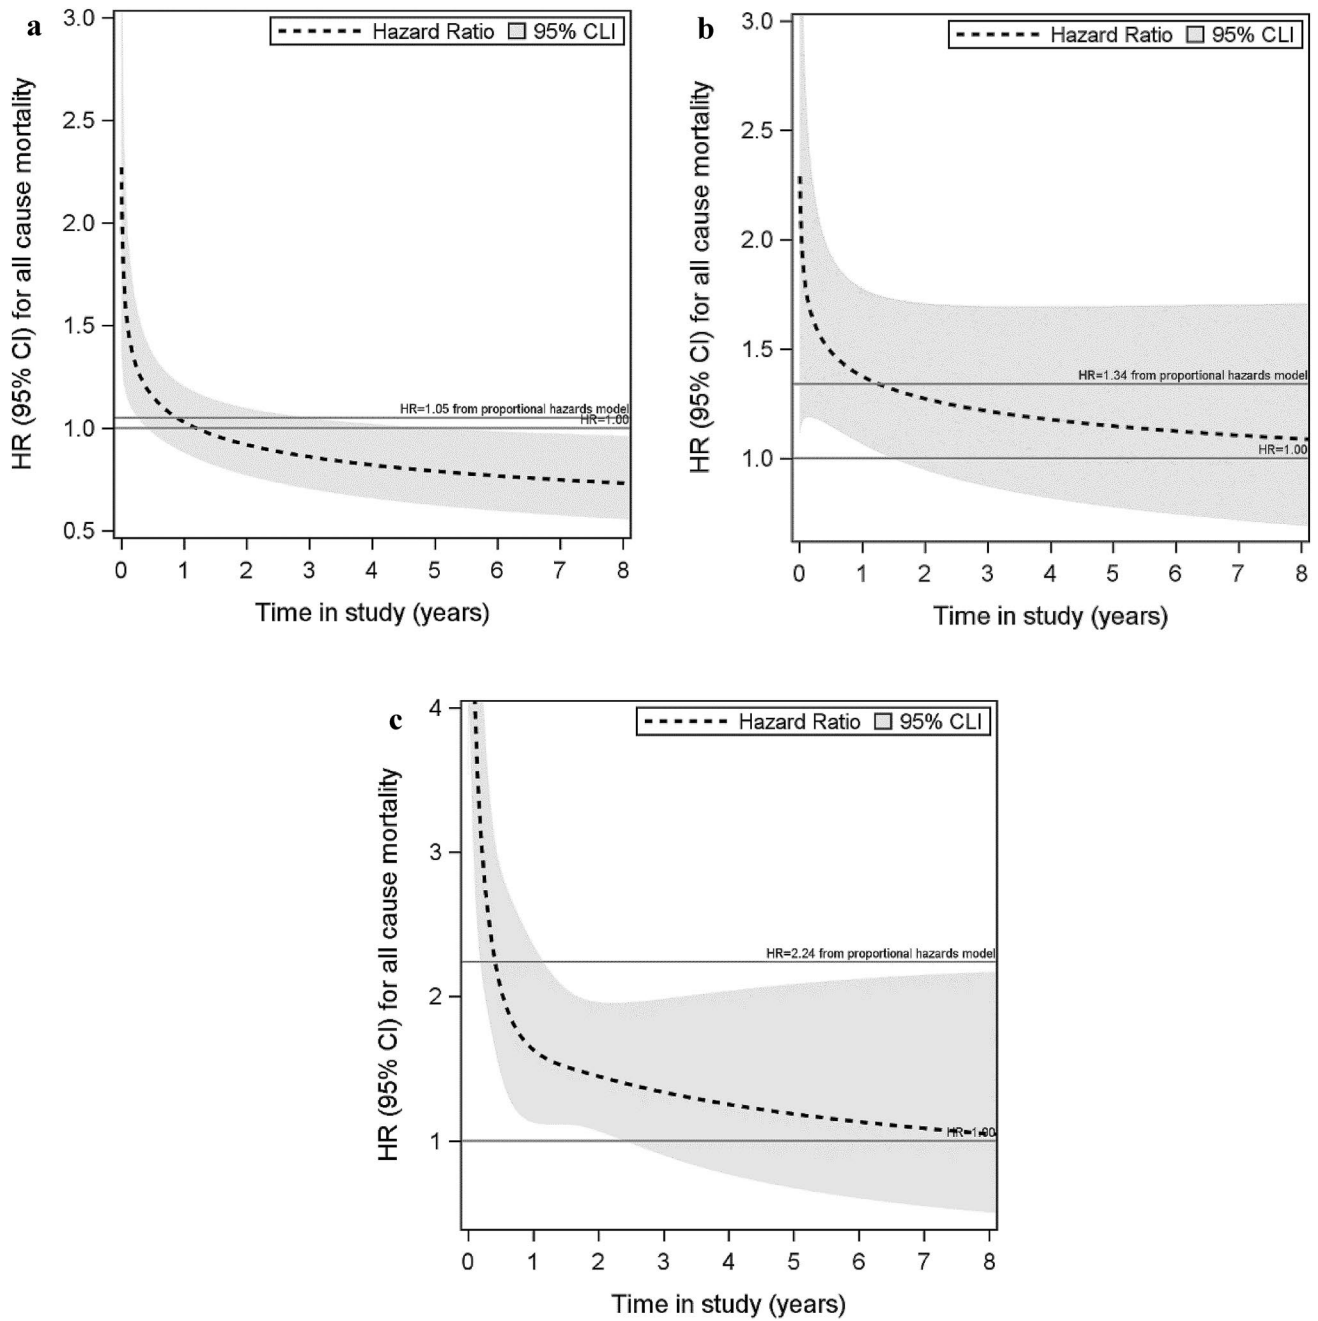 a
Hazard Ratio 95% CLI
HR (95% CI) for all cause mortality
3.0
2.5
2.0
1.5
1.0
0.5
HR=1.05 from proportional hazards model
HR=1.00
0 1 2 3 4 5 6 7 8
Time in study (years)
b
Hazard Ratio 95% CLI
HR (95% CI) for all cause mortality
3.0
2.5
2.0
1.5
1.0
HR=1.34 from proportional hazards model
HR=1.00
0 1 2 3 4 5 6 7 8
Time in study (years)
c
Hazard Ratio 95% CLI
HR (95% CI) for all cause mortality
4
3
2
1
HR=2.24 from proportional hazards model
HR=1.00
0 1 2 3 4 5 6 7 8
Time in study (years)